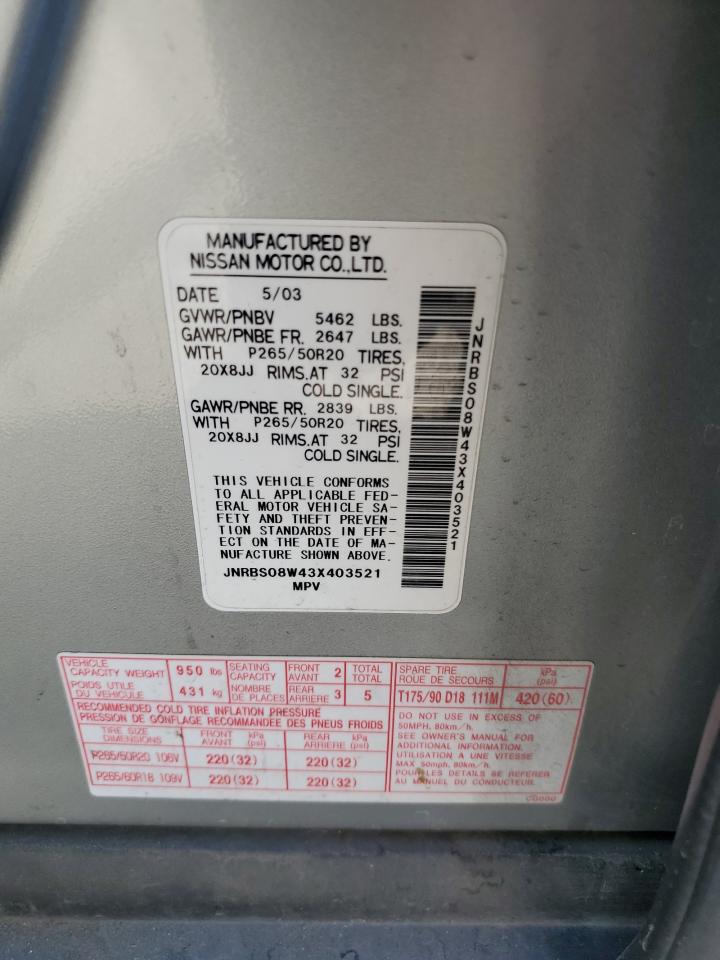 MANUFACTURED BY
NISSAN MOTOR CO.,LTD.
DATE 5/03
GVWR/PNBV 5462 LBS.
GAWR/PNBE FR. 2647 LBS.
WITH P265/50R20 TIRES,
20X8JJ RIMS.AT 32 PSI
COLD SINGLE.
GAWR/PNBE RR. 2839 LBS.
WITH P265/50R20 TIRES,
20X8JJ RIMS.AT 32 PSI
COLD SINGLE.
THIS VEHICLE CONFORMS
TO ALL APPLICABLE FED-
ERAL MOTOR VEHICLE SA-
FETY AND THEFT PREVEN-
TION STANDARDS IN EF-
FECT ON THE DATE OF MA-
NUFACTURE SHOWN ABOVE.
JNRBS08W43X403521
MPV
JNRBS08W43X403521
VEHICLE
CAPACITY WEIGHT 950 lbs
POIDS UTILE
DU VEHICULE 431 kg
SEATING
CAPACITY
NOMBRE
DE PLACES
FRONT
AVANT 2
REAR
ARRIERE 3
TOTAL
TOTAL
5
RECOMMENDED COLD TIRE INFLATION PRESSURE
PRESSION DE GONFLAGE RECOMMANDEE DES PNEUS FROIDS
TIRE SIZE
DIMENSIONS
FRONT kPa
AVANT (psi)
REAR kPa
ARRIERE (psi)
P265/50R20 106V 220(32) 220(32)
P265/60R18 109V 220(32) 220(32)
SPARE TIRE
ROUE DE SECOURS
kPa
(psi)
T175/90 D18 111M 420(60)
DO NOT USE IN EXCESS OF
50MPH, 80km/h.
SEE OWNER'S MANUAL FOR
ADDITIONAL INFORMATION.
UTILISATION A UNE VITESSE
MAX 50mph, 80km/h.
POUR LES DETAILS SE REFERER
AU MANUEL DU CONDUCTEUR.